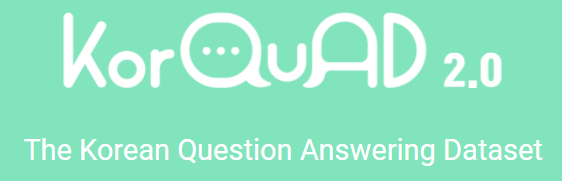 KorQuAD 2.0
The Korean Question Answering Dataset